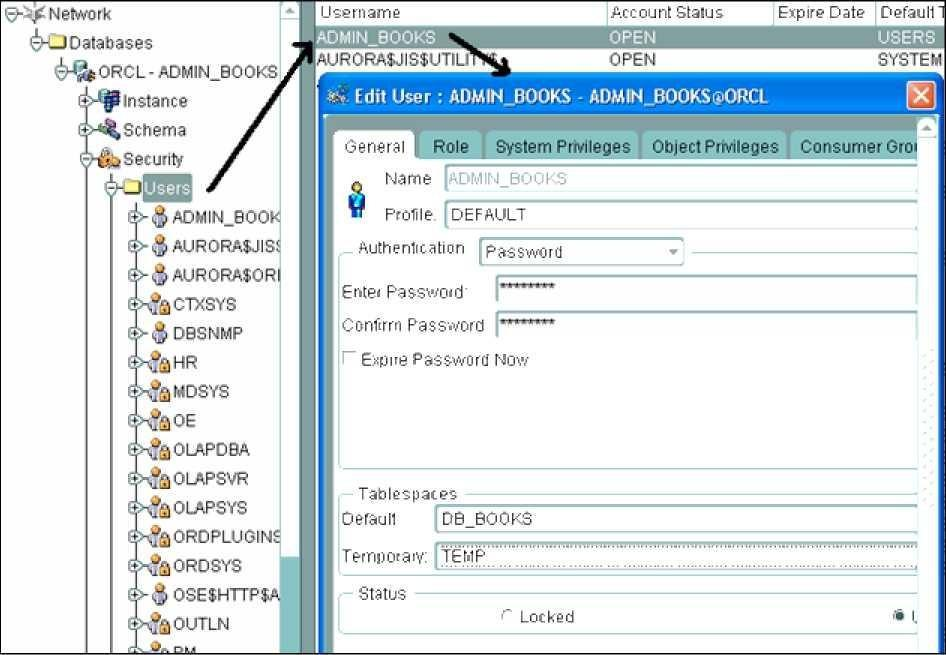 Network
Databases
ORCL - ADMIN_BOOKS
Instance
Schema
Security
Users
ADMIN_BOOK
AURORA$JIS$
AURORA$ORI
CTXSYS
DBSNMP
HR
MDSYS
OE
OLAPDBA
OLAPSVR
OLAPSYS
ORDPLUGINS
ORDSYS
OSE$HTTP$A
OUTLN
PM
Username Account Status Expire Date Default T
ADMIN_BOOKS OPEN USERS
AURORA$JIS$UTILITY$ OPEN SYSTEM
Edit User : ADMIN_BOOKS - ADMIN_BOOKS@ORCL
General Role System Privileges Object Privileges Consumer Grou
Name ADMIN_BOOKS
Profile. DEFAULT
Authentication Password
Enter Password: ********
Confirm Password ********
Expire Password Now
Tablespaces
Default DB_BOOKS
Temporary: TEMP
Status
Locked